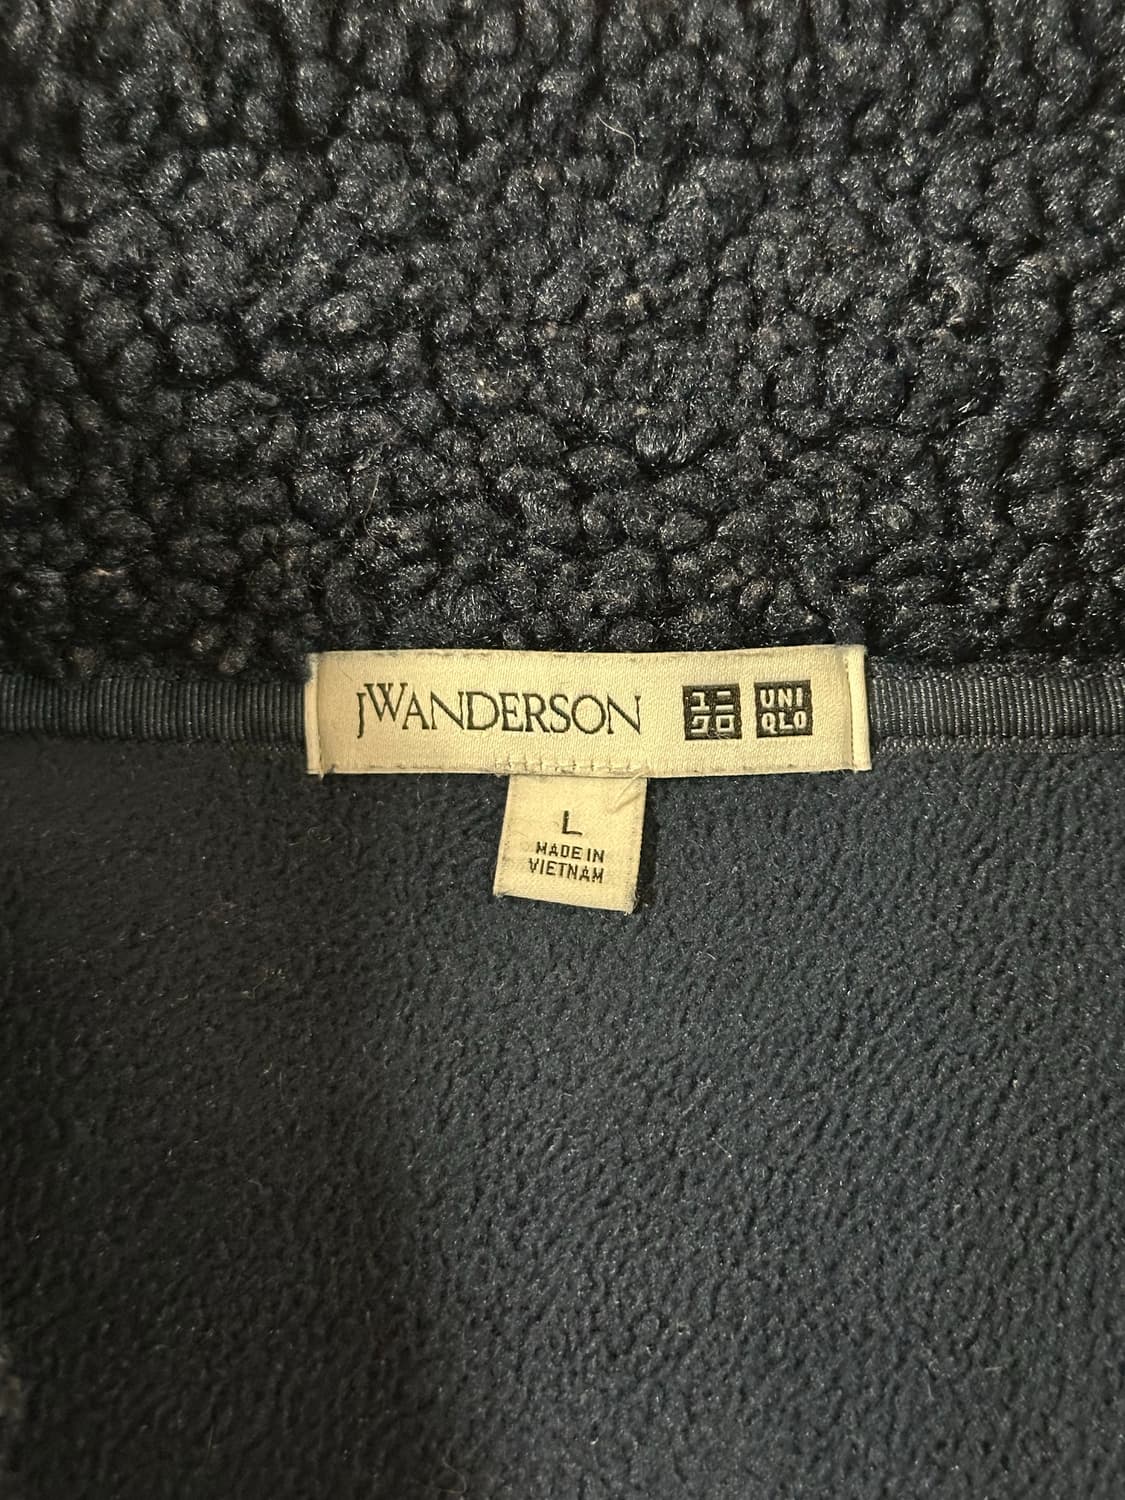 JWANDERSON ユニクロ UNIQLO
L
MADE IN
VIETNAM